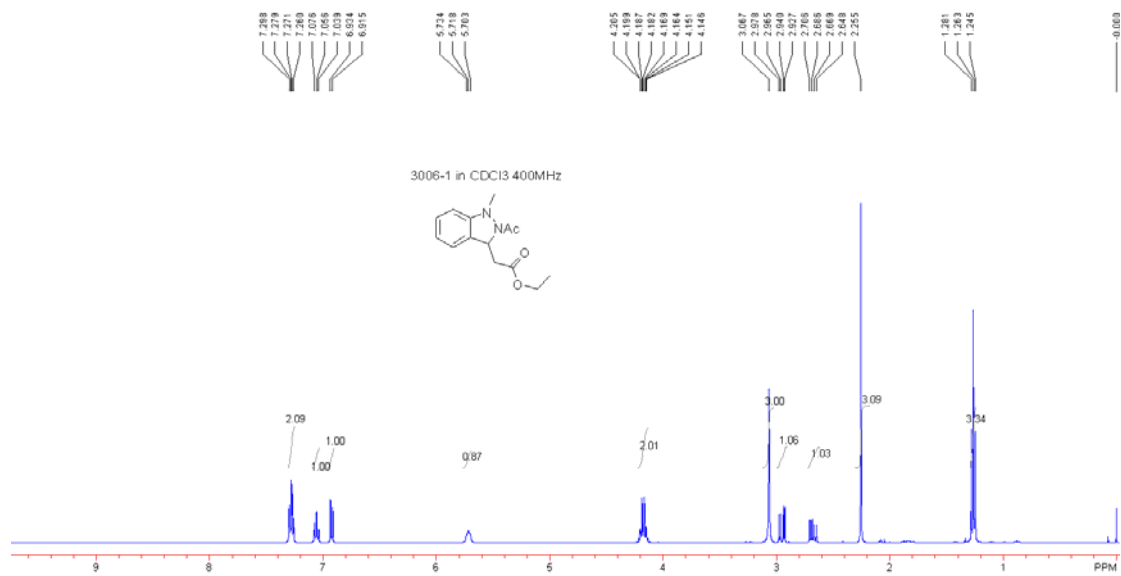 7.298 7.279 7.271 7.260 7.076 7.056 7.039 6.934 6.915 5.734 5.718 5.703 4.205 4.199 4.187 4.182 4.169 4.164 4.151 4.146 3.067 2.978 2.965 2.940 2.927 2.706 2.686 2.669 2.648 2.255 1.281 1.263 1.245 -0.000
3006-1 in CDCl3 400MHz
N
NAc
O
O
2.09
1.00
1.00
0.87
2.01
3.00
1.06
1.03
3.09
3.34
9 8 7 6 5 4 3 2 1 PPM